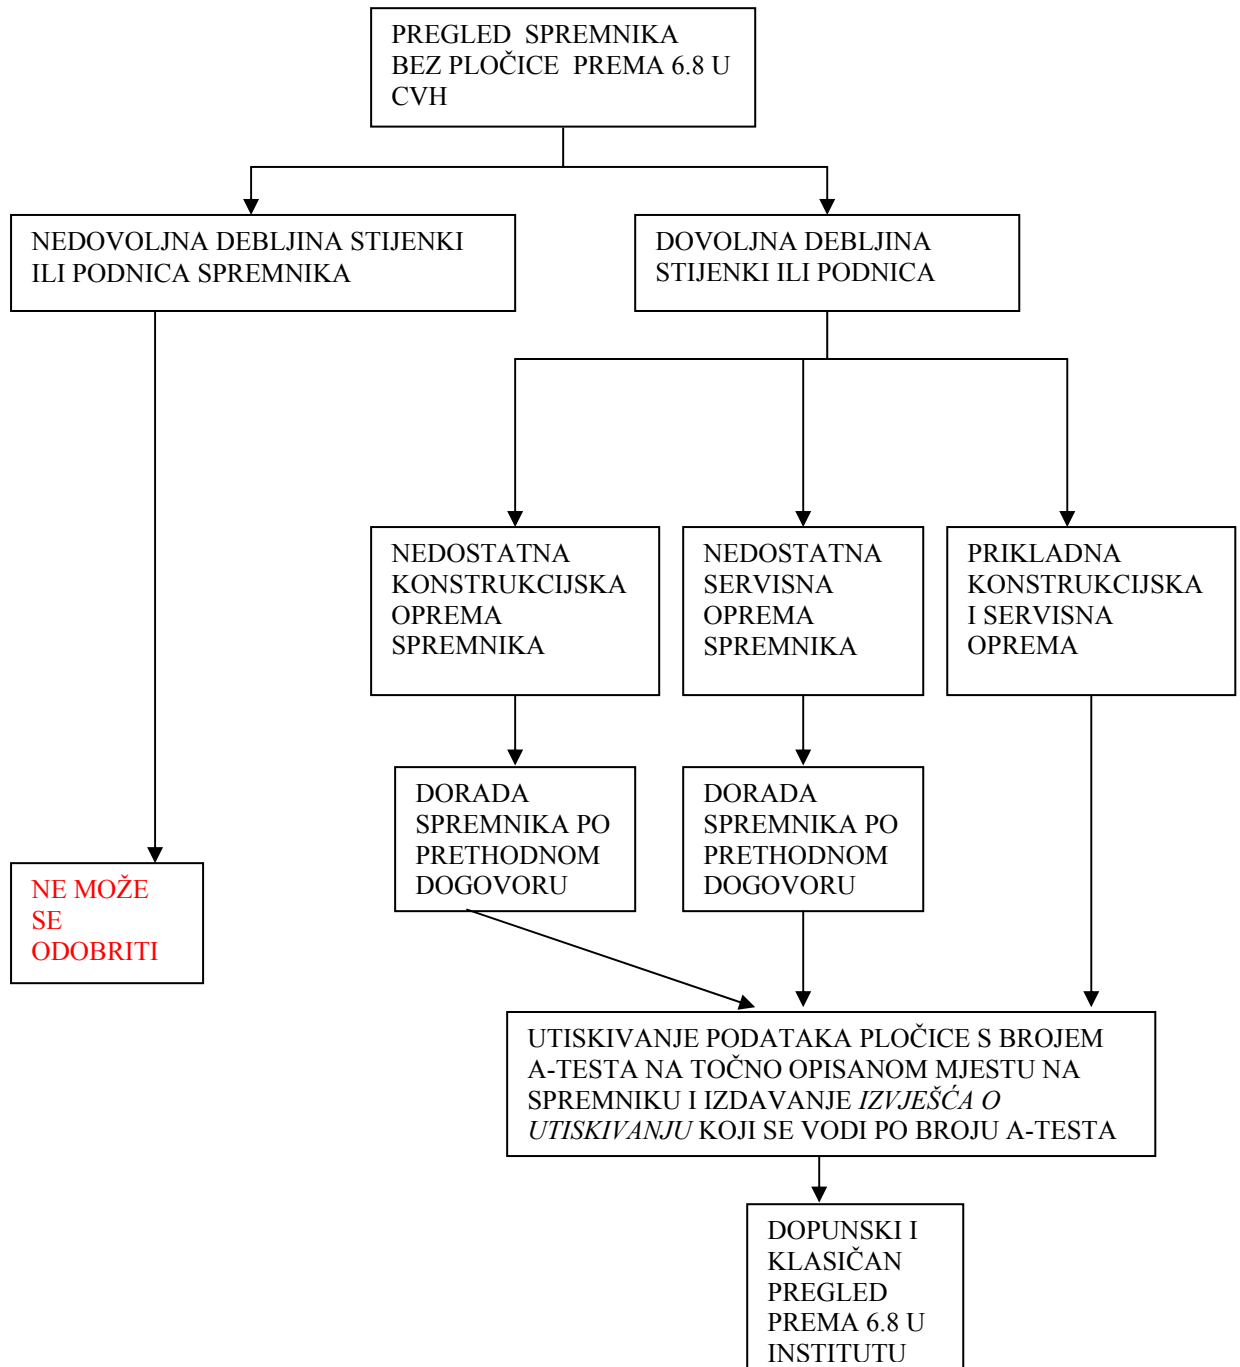 PREGLED SPREMNIKA
BEZ PLOČICE PREMA 6.8 U
CVH
NEDOVOLJNA DEBLJINA STIJENKI
ILI PODNICA SPREMNIKA
DOVOLJNA DEBLJINA
STIJENKI ILI PODNICA
NEDOSTATNA
KONSTRUKCIJSKA
OPREMA
SPREMNIKA
NEDOSTATNA
SERVISNA
OPREMA
SPREMNIKA
PRIKLADNA
KONSTRUKCIJSKA
I SERVISNA
OPREMA
DORADA
SPREMNIKA PO
PRETHODNOM
DOGOVORU
DORADA
SPREMNIKA PO
PRETHODNOM
DOGOVORU
NE MOŽE
SE
ODOBRITI
UTISKIVANJE PODATAKA PLOČICE S BROJEM
A-TESTA NA TOČNO OPISANOM MJESTU NA
SPREMNIKU I IZDAVANJE IZVJEŠĆA O
UTISKIVANJU KOJI SE VODI PO BROJU A-TESTA
DOPUNSKI I
KLASIČAN
PREGLED
PREMA 6.8 U
INSTITUTU